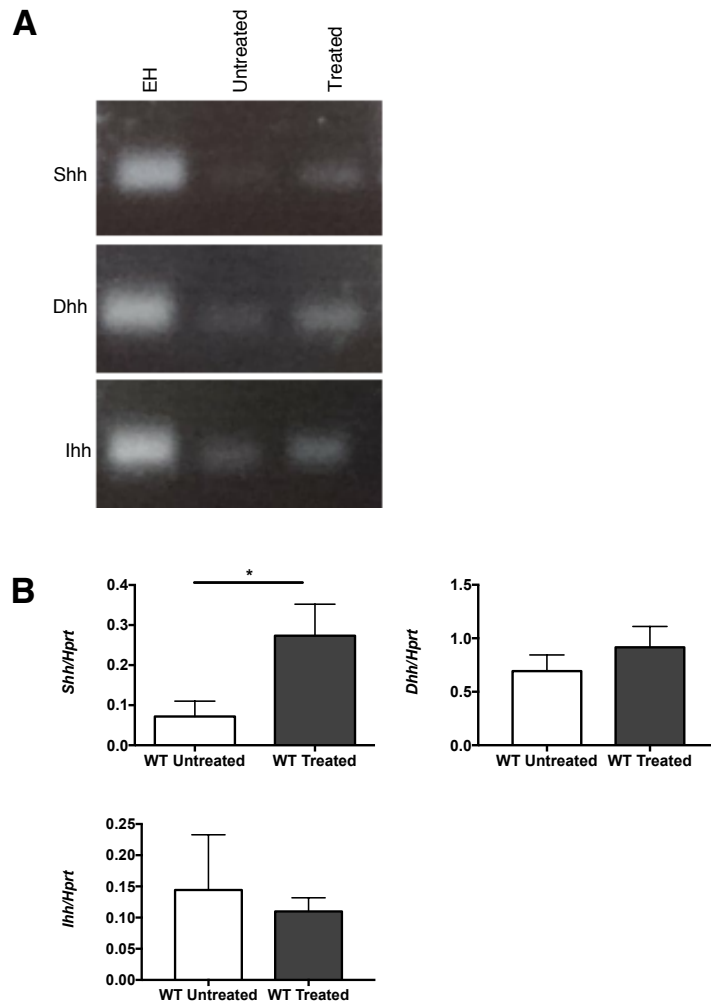 A
EH
Untreated
Treated
Shh
Dhh
Ihh
B
*
0.4
0.3
0.2
0.1
0.0
Shh/Hprt
WT Untreated WT Treated
1.5
1.0
0.5
0.0
Dhh/Hprt
WT Untreated WT Treated
0.25
0.20
0.15
0.10
0.05
0.00
Ihh/Hprt
WT Untreated WT Treated